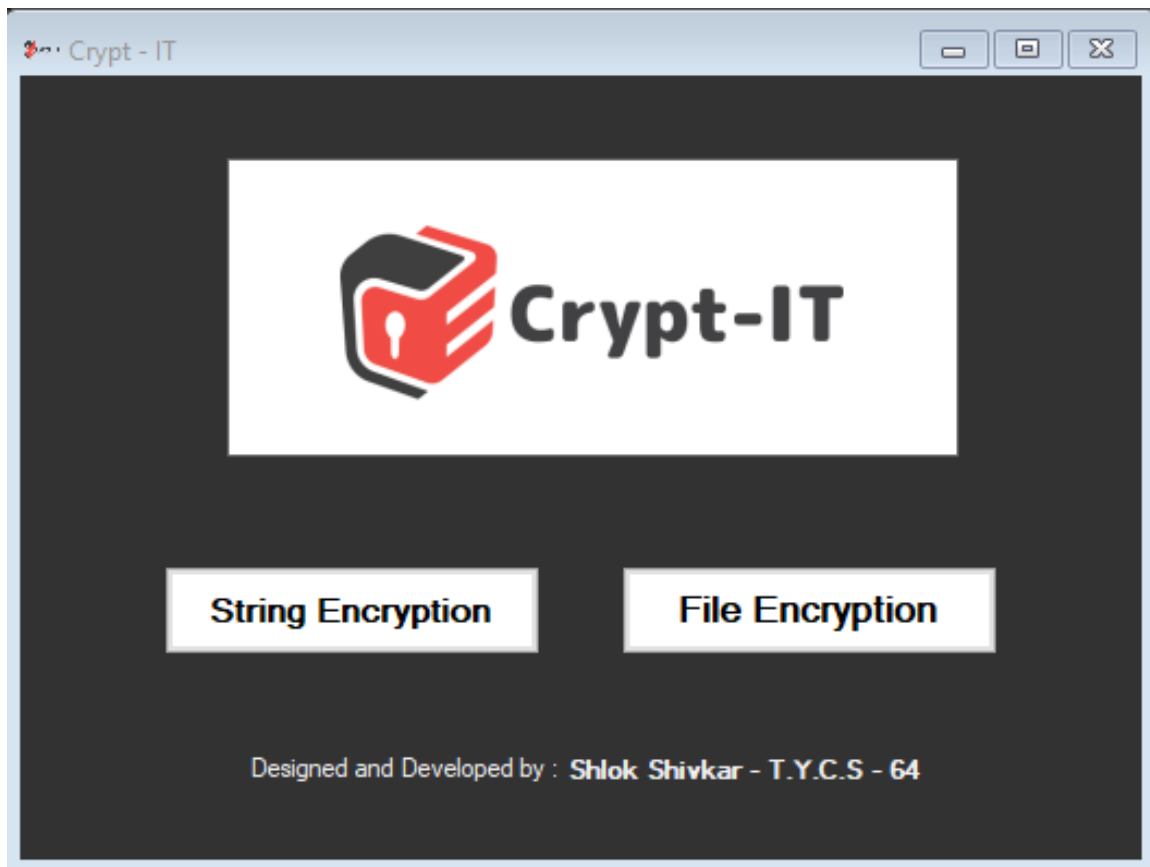 Crypt - IT
Crypt-IT
String Encryption File Encryption
Designed and Developed by : Shlok Shivkar - T.Y.C.S - 64